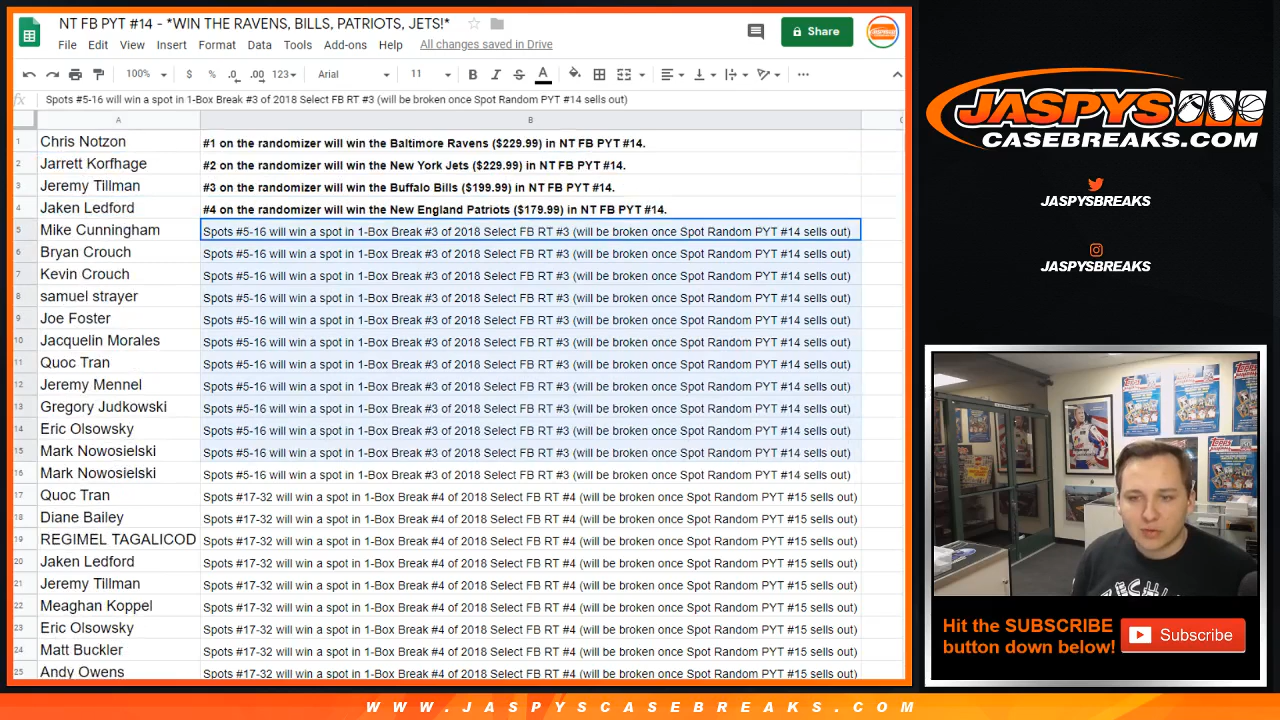 NT FB PYT #14 - *WIN THE RAVENS, BILLS, PATRIOTS, JETS!*
File Edit View Insert Format Data Tools Add-ons Help All changes saved in Drive
Share
100% $ % .0 .00 123 Arial 11 B I S A
fx Spots #5-16 will win a spot in 1-Box Break #3 of 2018 Select FB RT #3 (will be broken once Spot Random PYT #14 sells out)
A B C
1 Chris Notzon #1 on the randomizer will win the Baltimore Ravens ($229.99) in NT FB PYT #14.
2 Jarrett Korfhage #2 on the randomizer will win the New York Jets ($229.99) in NT FB PYT #14.
3 Jeremy Tillman #3 on the randomizer will win the Buffalo Bills ($199.99) in NT FB PYT #14.
4 Jaken Ledford #4 on the randomizer will win the New England Patriots ($179.99) in NT FB PYT #14.
5 Mike Cunningham Spots #5-16 will win a spot in 1-Box Break #3 of 2018 Select FB RT #3 (will be broken once Spot Random PYT #14 sells out)
6 Bryan Crouch Spots #5-16 will win a spot in 1-Box Break #3 of 2018 Select FB RT #3 (will be broken once Spot Random PYT #14 sells out)
7 Kevin Crouch Spots #5-16 will win a spot in 1-Box Break #3 of 2018 Select FB RT #3 (will be broken once Spot Random PYT #14 sells out)
8 samuel strayer Spots #5-16 will win a spot in 1-Box Break #3 of 2018 Select FB RT #3 (will be broken once Spot Random PYT #14 sells out)
9 Joe Foster Spots #5-16 will win a spot in 1-Box Break #3 of 2018 Select FB RT #3 (will be broken once Spot Random PYT #14 sells out)
10 Jacquelin Morales Spots #5-16 will win a spot in 1-Box Break #3 of 2018 Select FB RT #3 (will be broken once Spot Random PYT #14 sells out)
11 Quoc Tran Spots #5-16 will win a spot in 1-Box Break #3 of 2018 Select FB RT #3 (will be broken once Spot Random PYT #14 sells out)
12 Jeremy Mennel Spots #5-16 will win a spot in 1-Box Break #3 of 2018 Select FB RT #3 (will be broken once Spot Random PYT #14 sells out)
13 Gregory Judkowski Spots #5-16 will win a spot in 1-Box Break #3 of 2018 Select FB RT #3 (will be broken once Spot Random PYT #14 sells out)
14 Eric Olsowsky Spots #5-16 will win a spot in 1-Box Break #3 of 2018 Select FB RT #3 (will be broken once Spot Random PYT #14 sells out)
15 Mark Nowosielski Spots #5-16 will win a spot in 1-Box Break #3 of 2018 Select FB RT #3 (will be broken once Spot Random PYT #14 sells out)
16 Mark Nowosielski Spots #5-16 will win a spot in 1-Box Break #3 of 2018 Select FB RT #3 (will be broken once Spot Random PYT #14 sells out)
17 Quoc Tran Spots #17-32 will win a spot in 1-Box Break #4 of 2018 Select FB RT #4 (will be broken once Spot Random PYT #15 sells out)
18 Diane Bailey Spots #17-32 will win a spot in 1-Box Break #4 of 2018 Select FB RT #4 (will be broken once Spot Random PYT #15 sells out)
19 REGIMEL TAGALICOD Spots #17-32 will win a spot in 1-Box Break #4 of 2018 Select FB RT #4 (will be broken once Spot Random PYT #15 sells out)
20 Jaken Ledford Spots #17-32 will win a spot in 1-Box Break #4 of 2018 Select FB RT #4 (will be broken once Spot Random PYT #15 sells out)
21 Jeremy Tillman Spots #17-32 will win a spot in 1-Box Break #4 of 2018 Select FB RT #4 (will be broken once Spot Random PYT #15 sells out)
22 Meaghan Koppel Spots #17-32 will win a spot in 1-Box Break #4 of 2018 Select FB RT #4 (will be broken once Spot Random PYT #15 sells out)
23 Eric Olsowsky Spots #17-32 will win a spot in 1-Box Break #4 of 2018 Select FB RT #4 (will be broken once Spot Random PYT #15 sells out)
24 Matt Buckler Spots #17-32 will win a spot in 1-Box Break #4 of 2018 Select FB RT #4 (will be broken once Spot Random PYT #15 sells out)
25 Andy Owens Spots #17-32 will win a spot in 1-Box Break #4 of 2018 Select FB RT #4 (will be broken once Spot Random PYT #15 sells out)
JASPYS
CASEBREAKS.COM
JASPYSBREAKS
JASPYSBREAKS
Hit the SUBSCRIBE
button down below!
Subscribe
WWW.JASPYSCASEBREAKS.COM